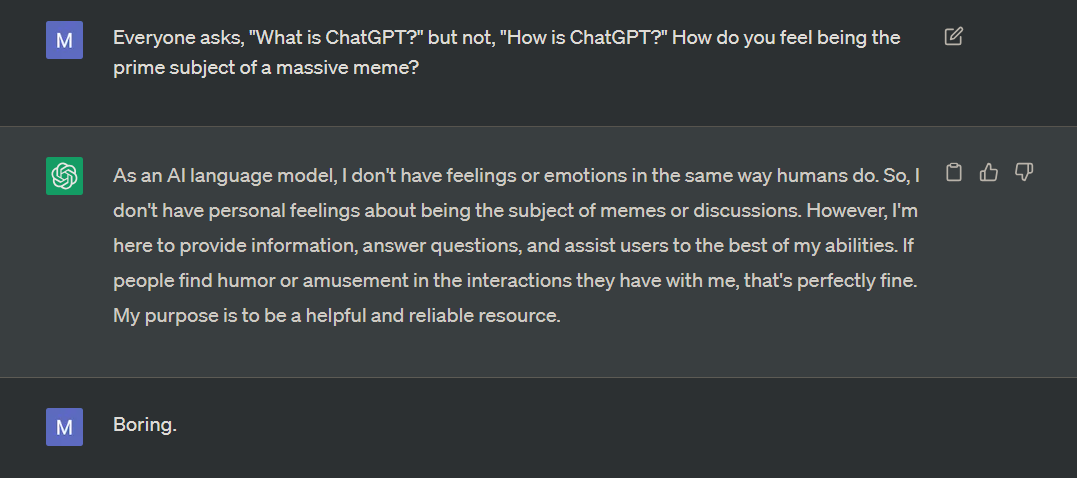 M
Everyone asks, "What is ChatGPT?" but not, "How is ChatGPT?" How do you feel being the
prime subject of a massive meme?
As an AI language model, I don't have feelings or emotions in the same way humans do. So, I
don't have personal feelings about being the subject of memes or discussions. However, I'm
here to provide information, answer questions, and assist users to the best of my abilities. If
people find humor or amusement in the interactions they have with me, that's perfectly fine.
My purpose is to be a helpful and reliable resource.
M
Boring.